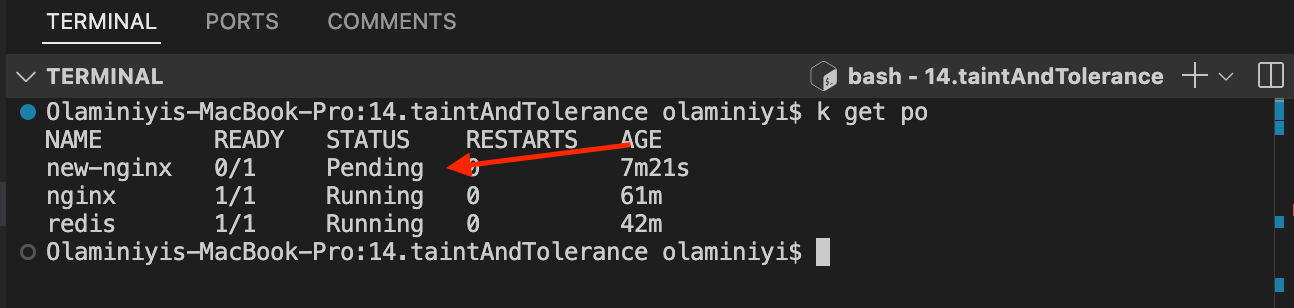 TERMINAL PORTS COMMENTS
TERMINAL bash - 14.taintAndTolerance
Olaminiyis-MacBook-Pro:14.taintAndTolerance olaminiyi$ k get po
NAME READY STATUS RESTARTS AGE
new-nginx 0/1 Pending 0 7m21s
nginx 1/1 Running 0 61m
redis 1/1 Running 0 42m
Olaminiyis-MacBook-Pro:14.taintAndTolerance olaminiyi$